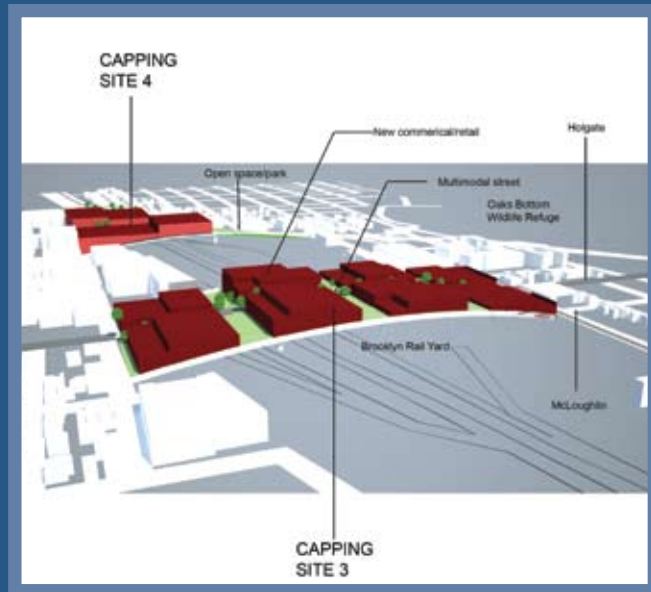 CAPPING
SITE 4
New commerical/retail
Holgate
Open space/park
Multimodal street
Oaks Bottom
Wildlife Refuge
Brooklyn Rail Yard
McLoughlin
CAPPING
SITE 3